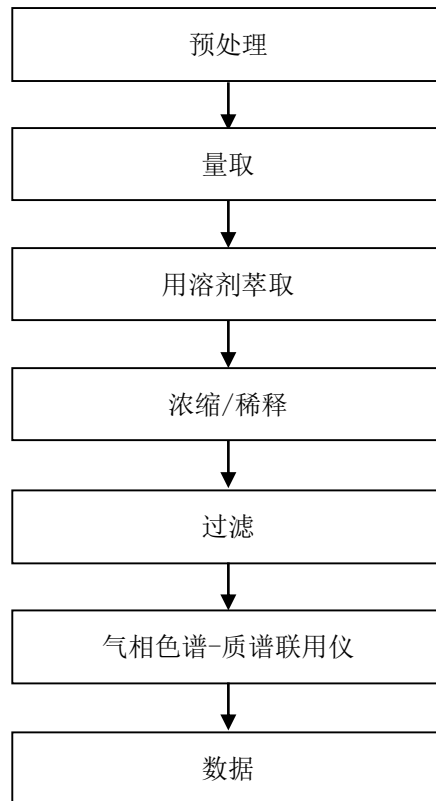 预处理
量取
用溶剂萃取
浓缩/稀释
过滤
气相色谱-质谱联用仪
数据